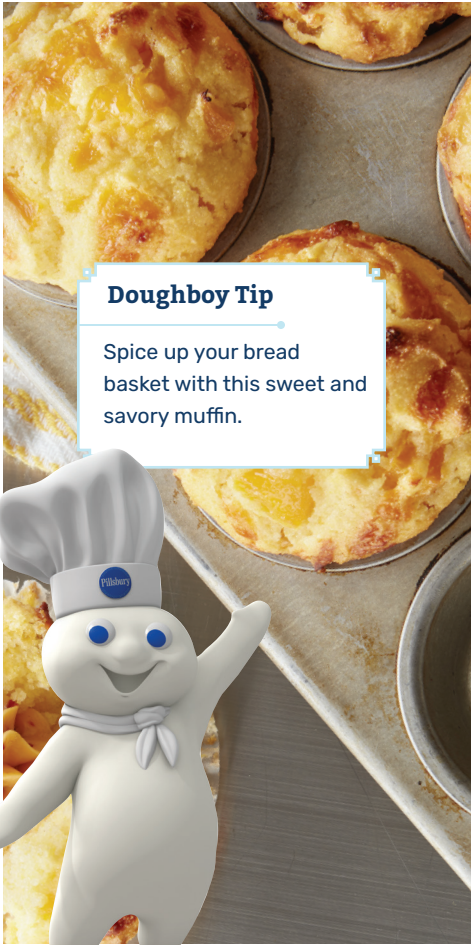 Doughboy Tip
Spice up your bread
basket with this sweet and
savory muffin.
Pillsbury